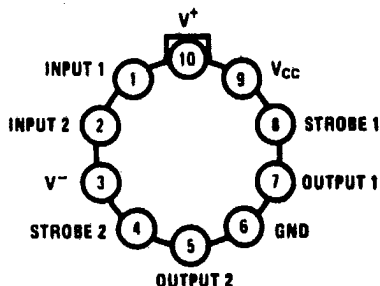 V+
INPUT 1
10
VCC
1
9
INPUT 2
2
8
STROBE 1
V−
3
7
OUTPUT 1
STROBE 2
4
6
GND
5
OUTPUT 2